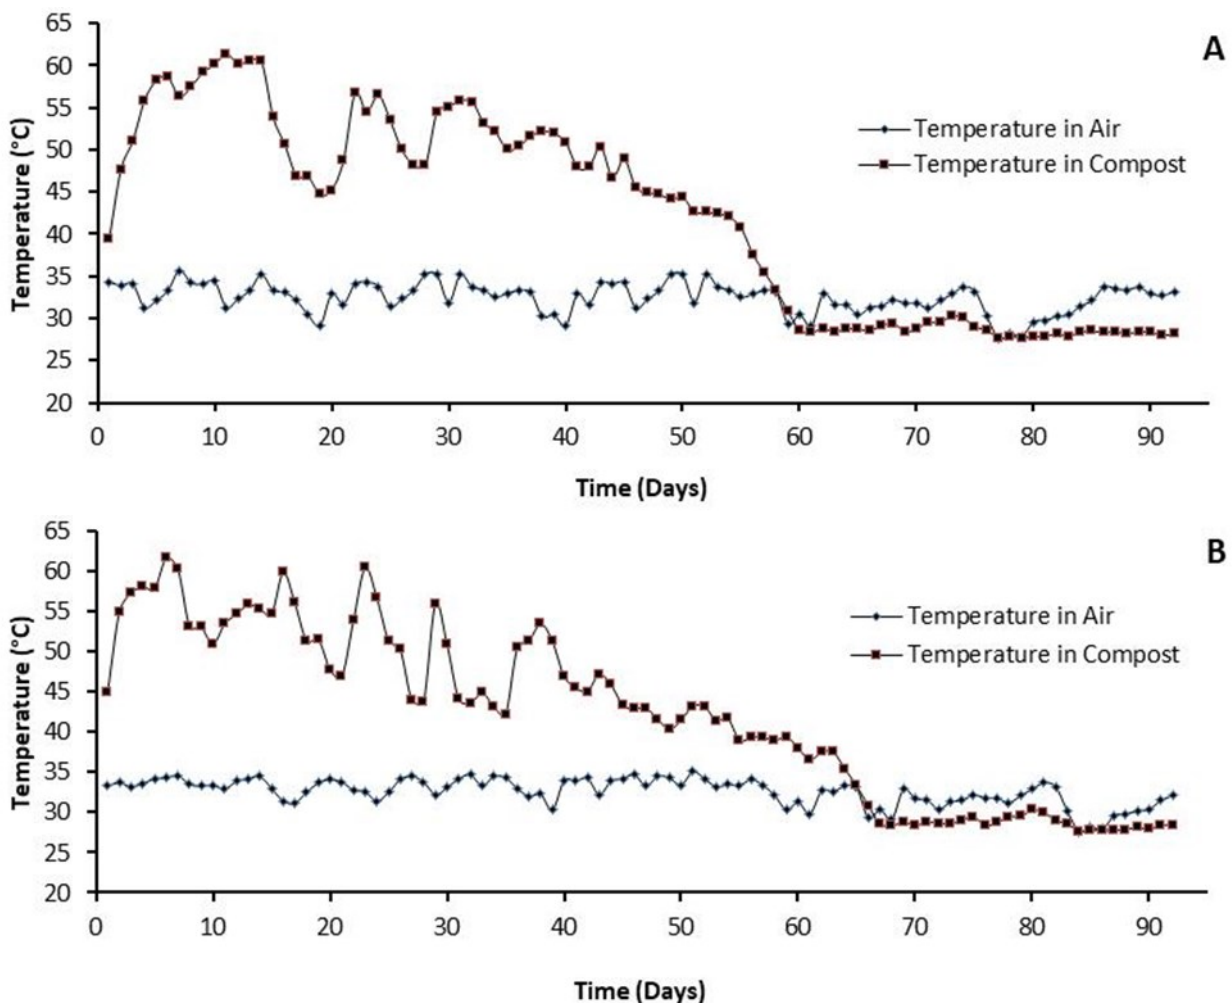 A
Temperature (°C)
65
60
55
50
45
40
35
30
25
20
Temperature in Air
Temperature in Compost
0 10 20 30 40 50 60 70 80 90
Time (Days)
B
Temperature (°C)
65
60
55
50
45
40
35
30
25
20
Temperature in Air
Temperature in Compost
0 10 20 30 40 50 60 70 80 90
Time (Days)